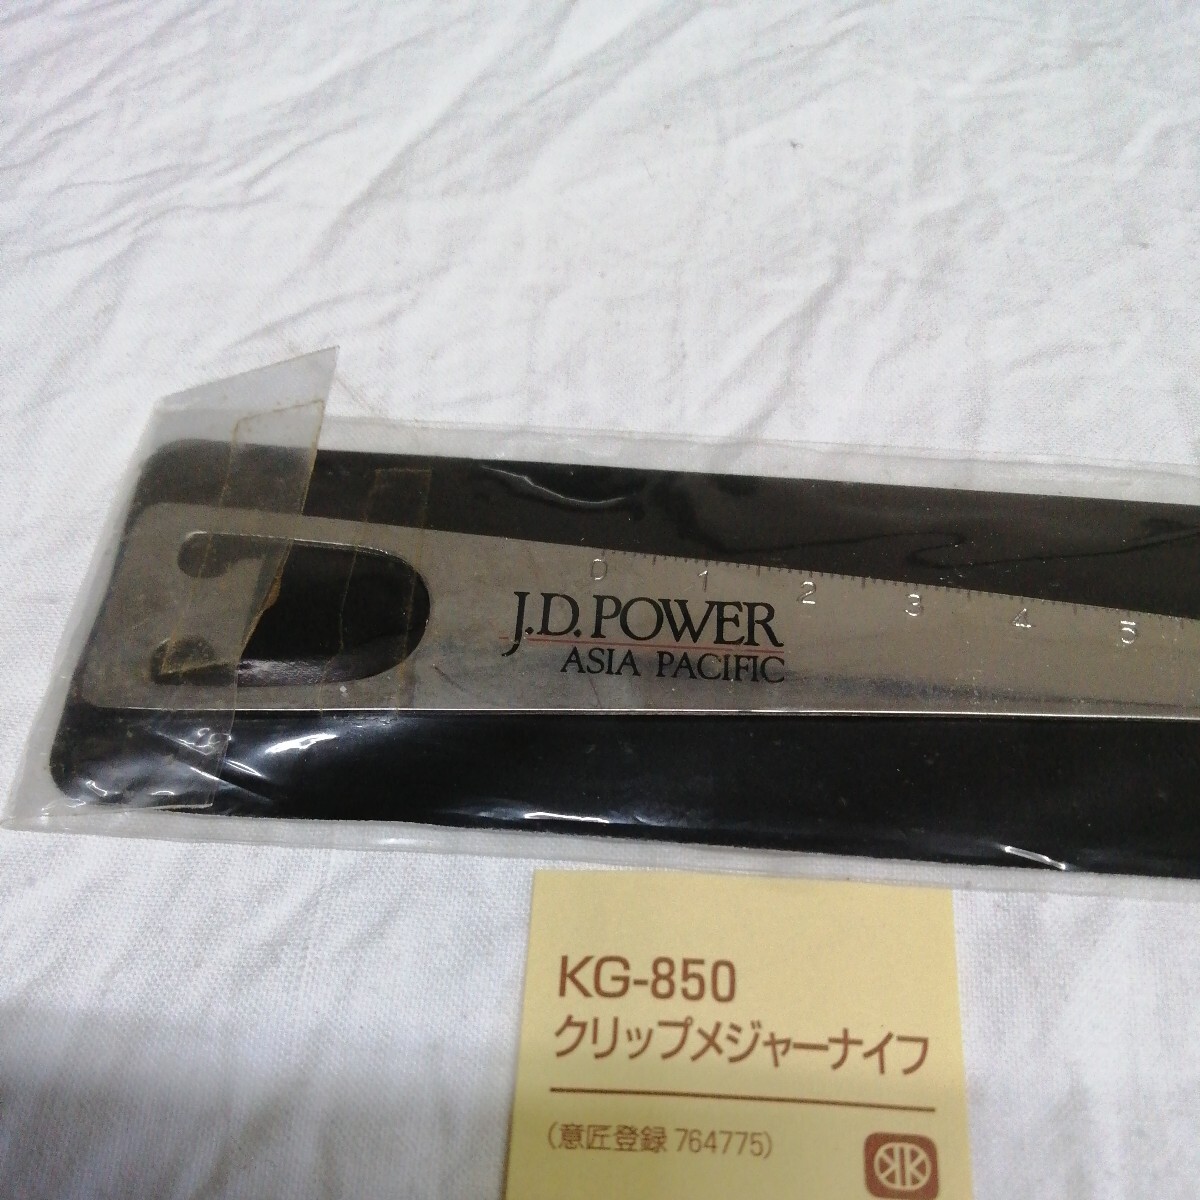 0 1 2 3 4 5
J.D. POWER
ASIA PACIFIC
KG-850
クリップメジャーナイフ
(意匠登録 764775)